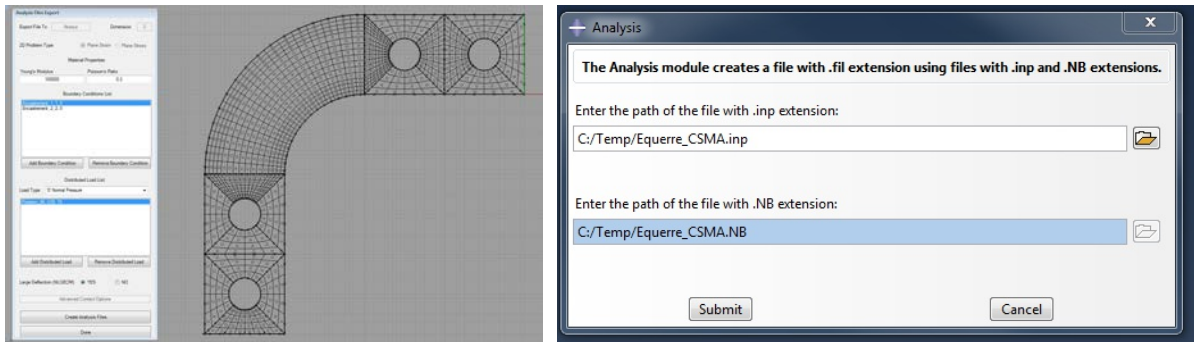 Analysis Files Export
Export File To: Abaqus Dimension 2
2D Problem Type Plane Strain Plane Stress
Material Properties
Young's Modulus Poisson's Ratio
0.3
Boundary Conditions List
Add Boundary Condition Remove Boundary Condition
Distributed Load List
Load Type
Add Distributed Load Remove Distributed Load
Large Deflection (NLGEOM) YES NO
Advanced Contact Options
Create Analysis Files
Done
Analysis
The Analysis module creates a file with .fil extension using files with .inp and .NB extensions.
Enter the path of the file with .inp extension:
C:/Temp/Equerre_CSMA.inp
Enter the path of the file with .NB extension:
C:/Temp/Equerre_CSMA.NB
Submit Cancel